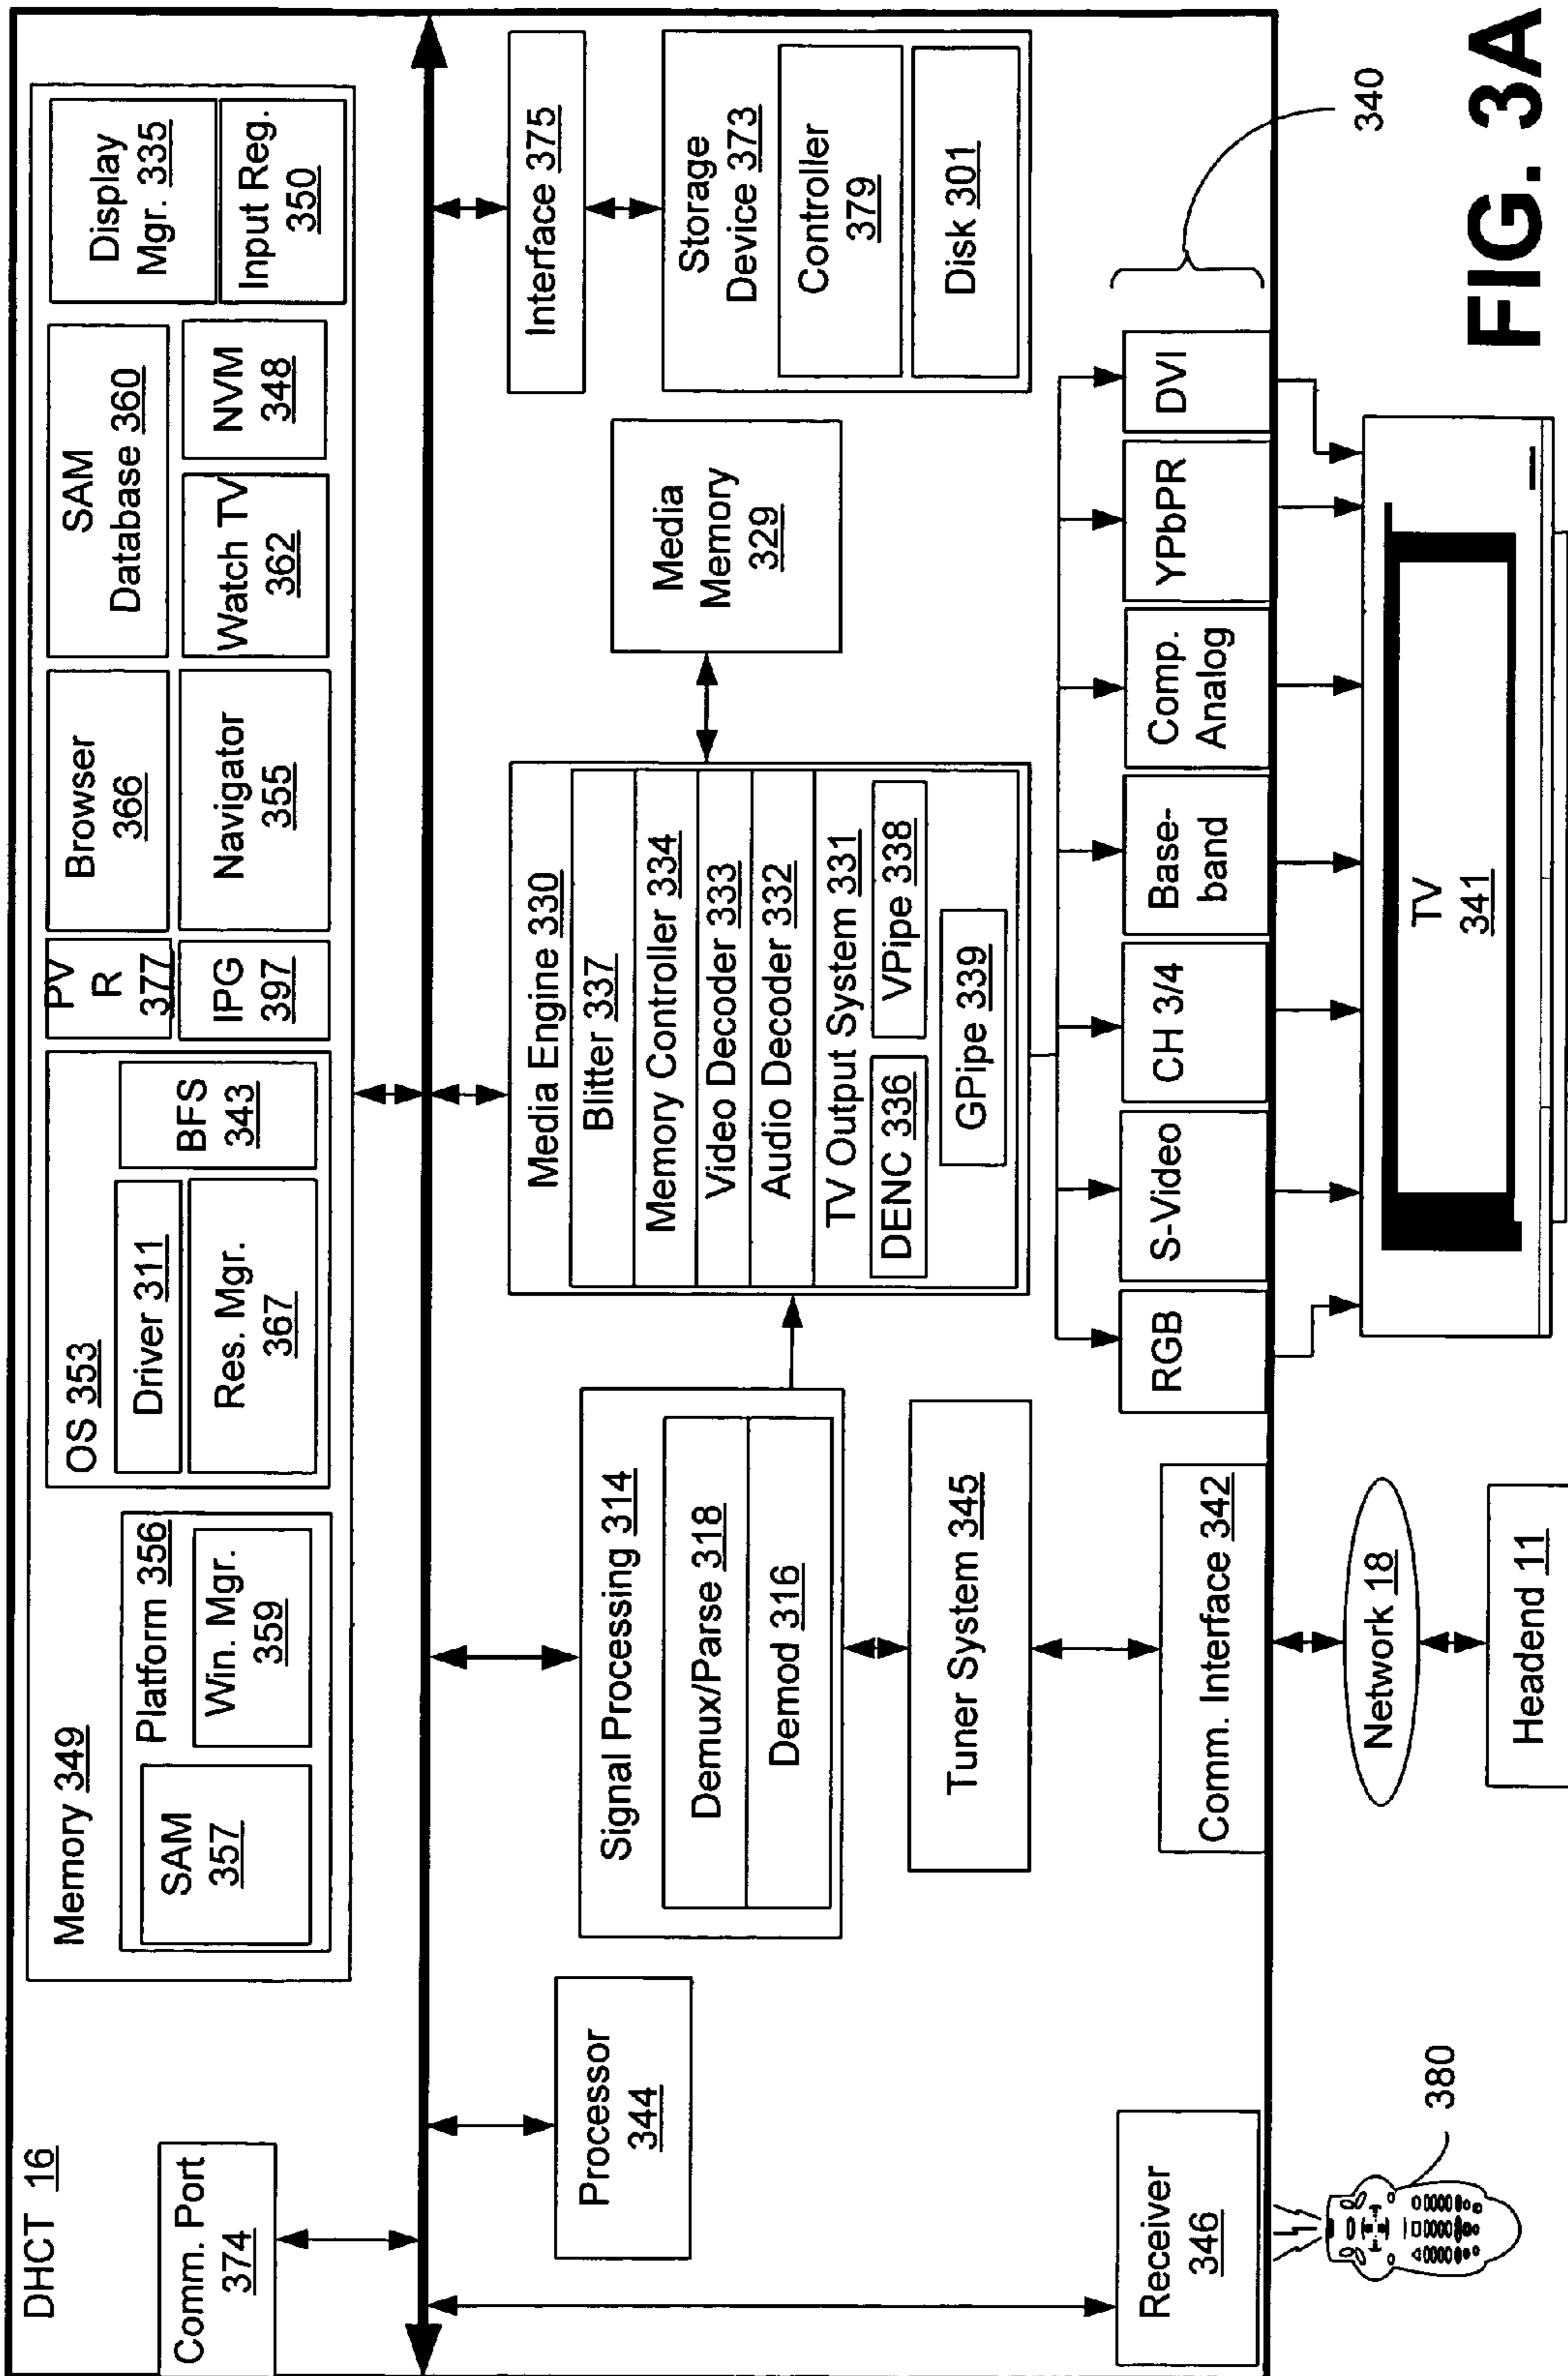 DHCT 16
Comm. Port
374
Memory 349
Platform 356
SAM
357
Win. Mgr.
359
OS 353
Driver 311
Res. Mgr.
367
BFS
343
PV
R
377
IPG
397
Browser
366
Navigator
355
SAM
Database 360
Watch TV
362
NVM
348
Display
Mgr. 335
Input Reg.
350
Processor
344
Signal Processing 314
Demux/Parse 318
Demod 316
Tuner System 345
Comm. Interface 342
Receiver
346
Media Engine 330
Blitter 337
Memory Controller 334
Video Decoder 333
Audio Decoder 332
TV Output System 331
DENC 336
VPipe 338
GPipe 339
Media
Memory
329
Interface 375
Storage
Device 373
Controller
379
Disk 301
RGB
S-Video
CH 3/4
Base-
band
Comp.
Analog
YPbPR
DVI
340
380
Network 18
Headend 11
TV
341
FIG. 3A